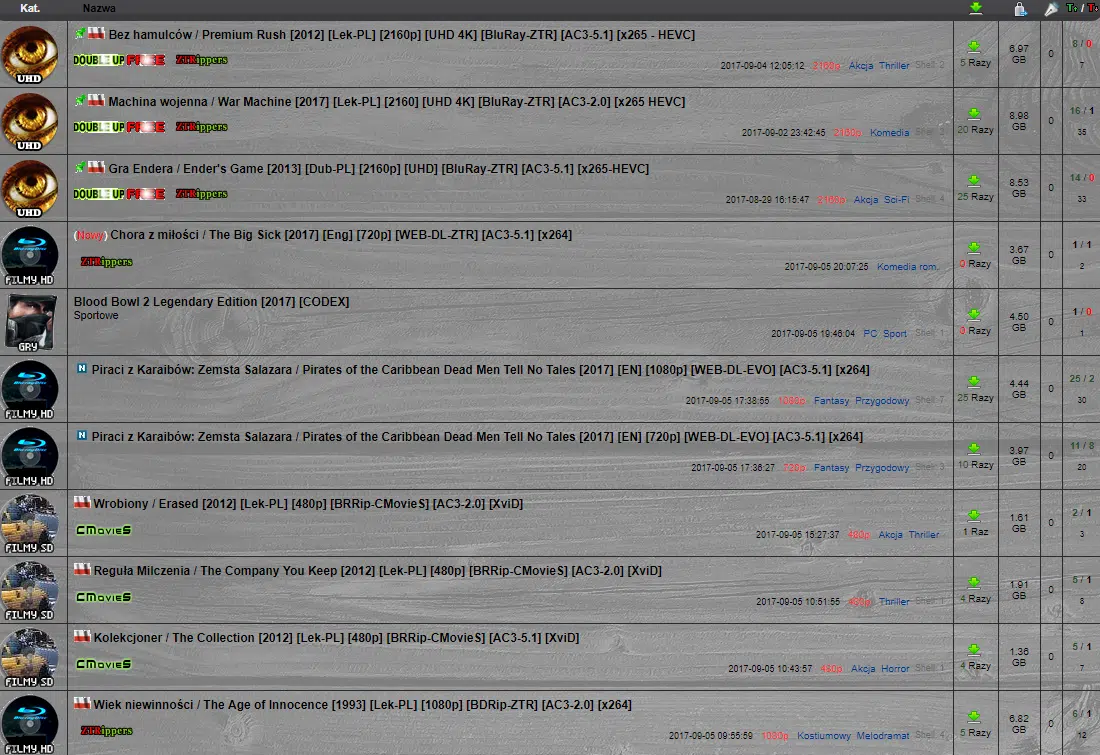 Kat. Nazwa T / T
Bez hamulców / Premium Rush [2012] [Lek-PL] [2160p] [UHD 4K] [BluRay-ZTR] [AC3-5.1] [x265 - HEVC]
DOUBLE UP FREE ZTRippers
UHD
2017-09-04 12:05:12 2160p Akcja Thriller Shell: 2
5 Razy
6.97 GB
0
8 / 0
7
Machina wojenna / War Machine [2017] [Lek-PL] [2160] [UHD 4K] [BluRay-ZTR] [AC3-2.0] [x265 HEVC]
DOUBLE UP FREE ZTRippers
UHD
2017-09-02 23:42:45 2160p Komedia
20 Razy
8.98 GB
0
16 / 1
35
Gra Endera / Ender's Game [2013] [Dub-PL] [2160p] [UHD] [BluRay-ZTR] [AC3-5.1] [x265-HEVC]
DOUBLE UP FREE ZTRippers
UHD
2017-08-29 16:15:47 2160p Akcja Sci-Fi Shell: 4
25 Razy
8.53 GB
0
14 / 0
33
(Nowy) Chora z miłości / The Big Sick [2017] [Eng] [720p] [WEB-DL-ZTR] [AC3-5.1] [x264]
ZTRippers
FILMY HD
2017-09-05 20:07:25 Komedia rom.
0 Razy
3.67 GB
0
1 / 1
2
Blood Bowl 2 Legendary Edition [2017] [CODEX]
Sportowe
GRY
2017-09-05 19:46:04 PC Sport Shell: 1
0 Razy
4.50 GB
0
1 / 0
1
N Piraci z Karaibów: Zemsta Salazara / Pirates of the Caribbean Dead Men Tell No Tales [2017] [EN] [1080p] [WEB-DL-EVO] [AC3-5.1] [x264]
FILMY HD
2017-09-05 17:38:56 1080p Fantasy Przygodowy Shell: 7
25 Razy
4.44 GB
0
25 / 2
30
N Piraci z Karaibów: Zemsta Salazara / Pirates of the Caribbean Dead Men Tell No Tales [2017] [EN] [720p] [WEB-DL-EVO] [AC3-5.1] [x264]
FILMY HD
2017-09-05 17:36:27 720p Fantasy Przygodowy Shell: 3
10 Razy
3.97 GB
0
11 / 8
20
Wrobiony / Erased [2012] [Lek-PL] [480p] [BRRip-CMovieS] [AC3-2.0] [XviD]
CMovieS
FILMY SD
2017-09-05 15:27:37 480p Akcja Thriller
1 Raz
1.61 GB
0
2 / 1
3
Reguła Milczenia / The Company You Keep [2012] [Lek-PL] [480p] [BRRip-CMovieS] [AC3-2.0] [XviD]
CMovieS
FILMY SD
2017-09-05 10:51:55 480p Thriller Shell: 1
4 Razy
1.91 GB
0
5 / 1
8
Kolekcjoner / The Collection [2012] [Lek-PL] [480p] [BRRip-CMovieS] [AC3-5.1] [XviD]
CMovieS
FILMY SD
2017-09-05 10:43:57 480p Akcja Horror Shell: 1
4 Razy
1.36 GB
0
5 / 1
7
Wiek niewinności / The Age of Innocence [1993] [Lek-PL] [1080p] [BDRip-ZTR] [AC3-2.0] [x264]
ZTRippers
FILMY HD
2017-09-05 09:55:59 1080p Kostiumowy Melodramat Shell: 4
5 Razy
6.82 GB
0
6 / 1
12